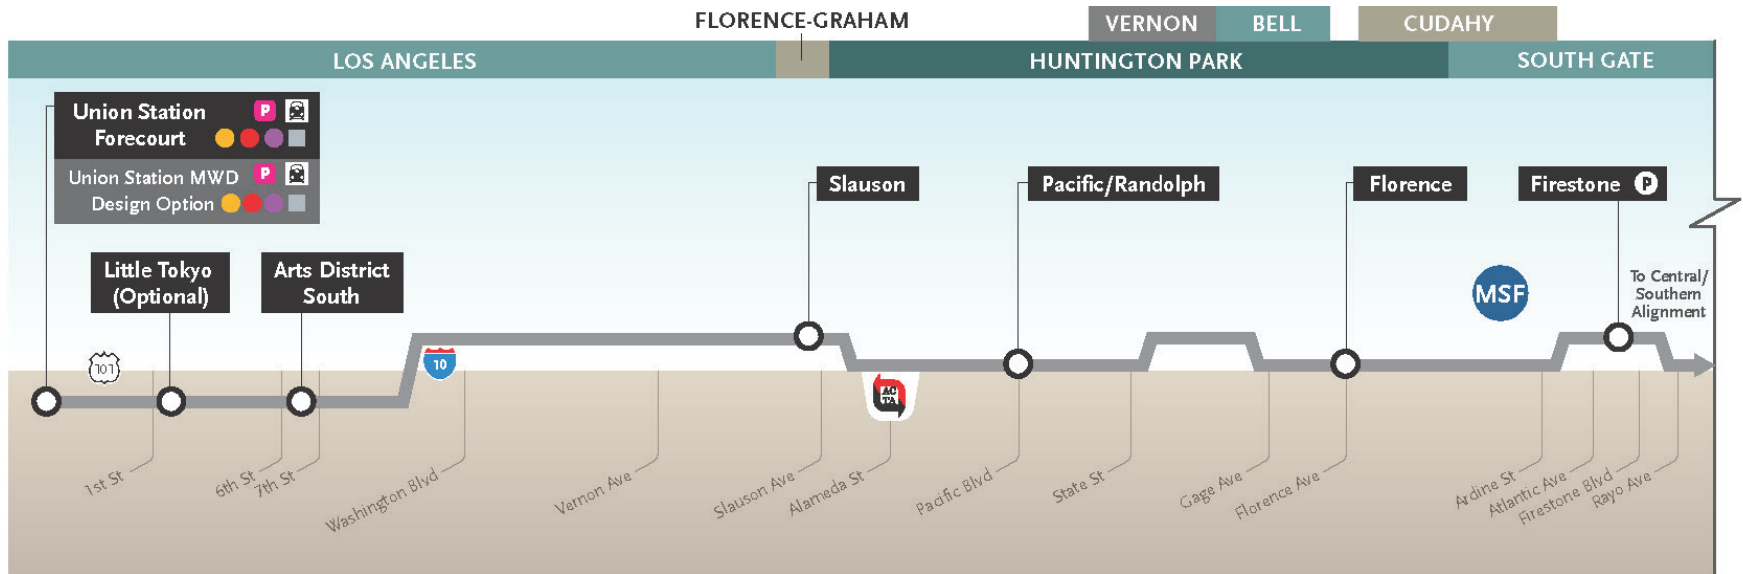 FLORENCE-GRAHAM
VERNON
BELL
CUDAHY
LOS ANGELES
HUNTINGTON PARK
SOUTH GATE
Union Station P
Forecourt
Union Station MWD P
Design Option
Little Tokyo
(Optional)
Arts District
South
Slauson
Pacific/Randolph
Florence
Firestone P
MSF
To Central/
Southern
Alignment
101
10
AC
TA
1st St
6th St
7th St
Washington Blvd
Vernon Ave
Slauson Ave
Alameda St
Pacific Blvd
State St
Gage Ave
Florence Ave
Ardine St
Atlantic Ave
Firestone Blvd
Rayo Ave